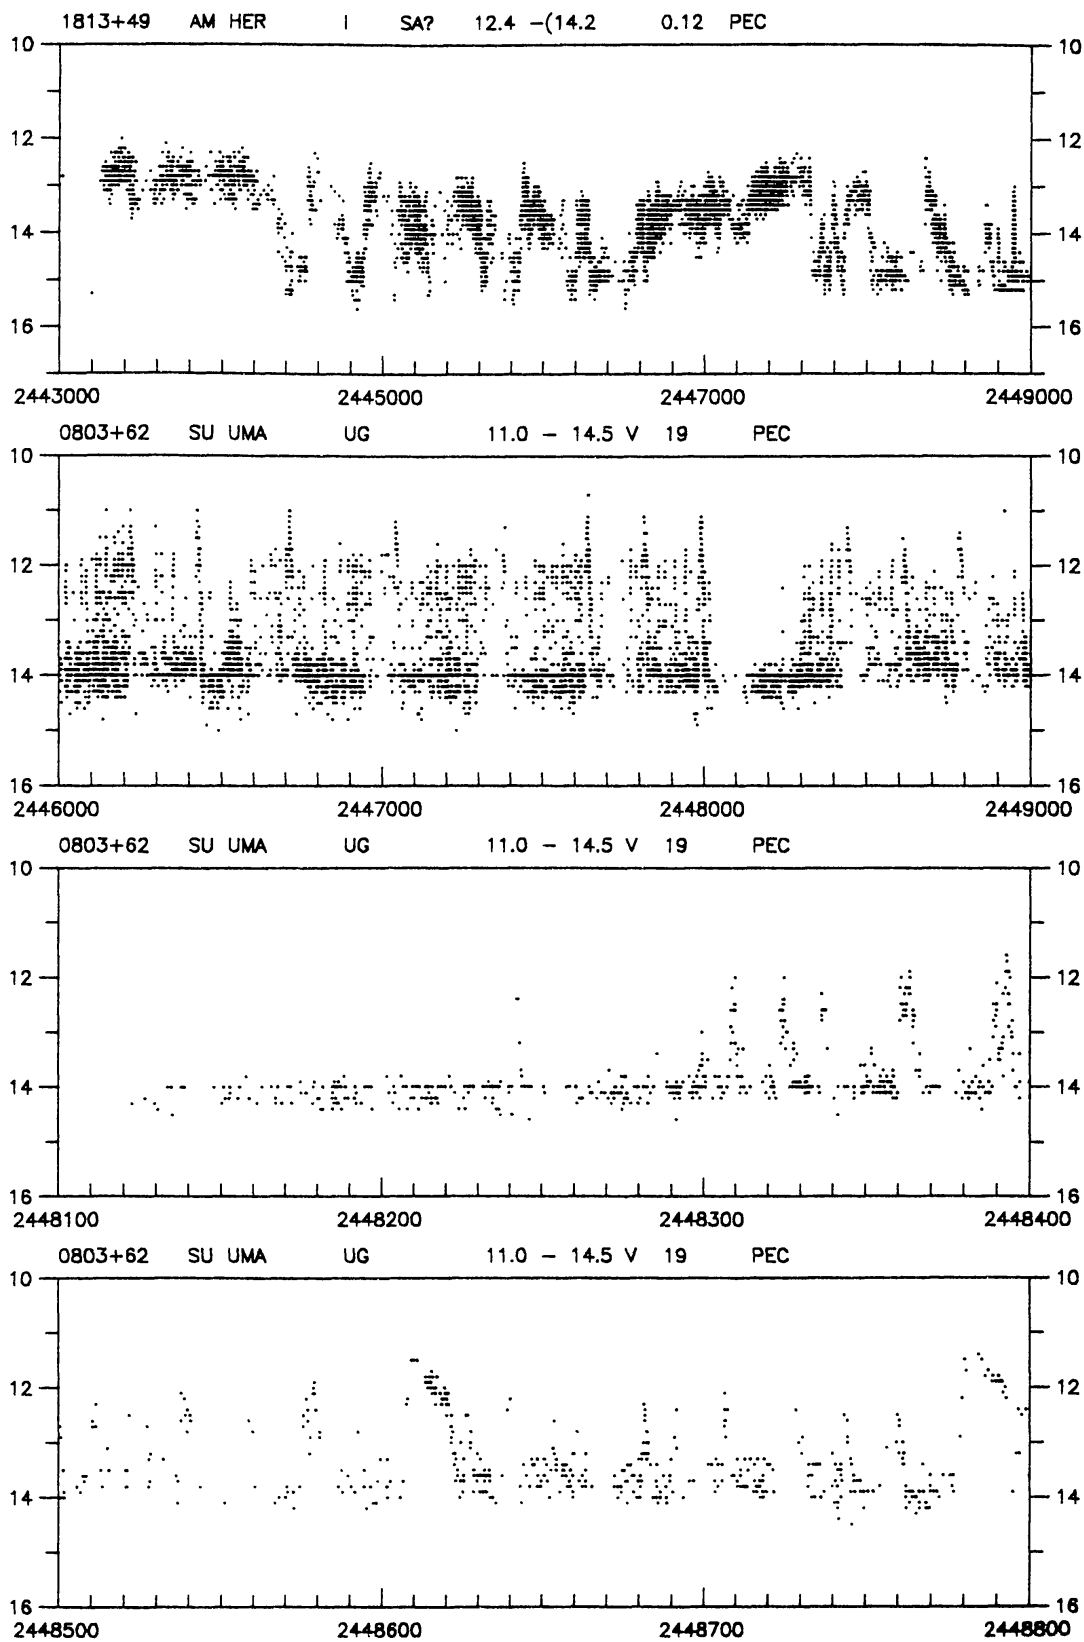 1813+49 AM HER I SA? 12.4 -(14.2 0.12 PEC
10 10
12 12
14 14
16 16
2443000 2445000 2447000 2449000
0803+62 SU UMA UG 11.0 - 14.5 V 19 PEC
10 10
12 12
14 14
16 16
2446000 2447000 2448000 2449000
0803+62 SU UMA UG 11.0 - 14.5 V 19 PEC
10 10
12 12
14 14
16 16
2448100 2448200 2448300 2448400
0803+62 SU UMA UG 11.0 - 14.5 V 19 PEC
10 10
12 12
14 14
16 16
2448500 2448600 2448700 2448800